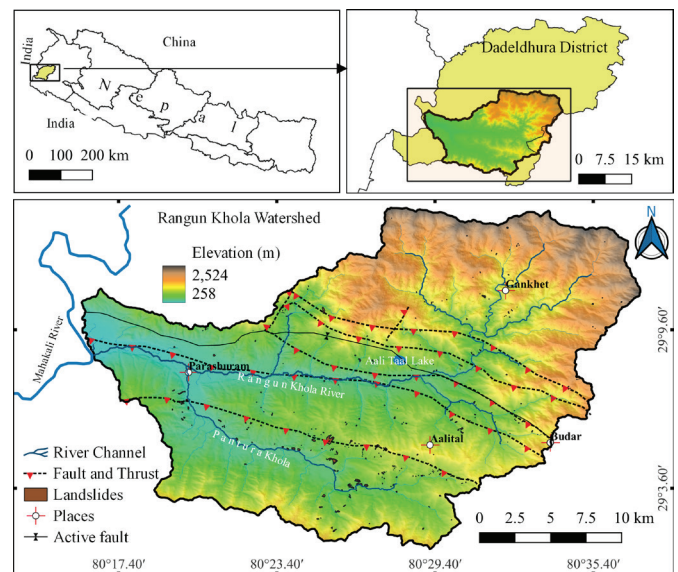 China
India
N e p a l
India
0 100 200 km
Dadeldhura District
0 7.5 15 km
Rangun Khola Watershed
N
Elevation (m)
2,524
258
Gankhet
Mahakali River
29°9.60'
Aali Taal Lake
Parashuram
Rangun Khola River
Budar
Aalital
Puntura Khola
River Channel
Fault and Thrust
Landslides
Places
Active fault
29°3.60'
0 2.5 5 7.5 10 km
80°17.40' 80°23.40' 80°29.40' 80°35.40'